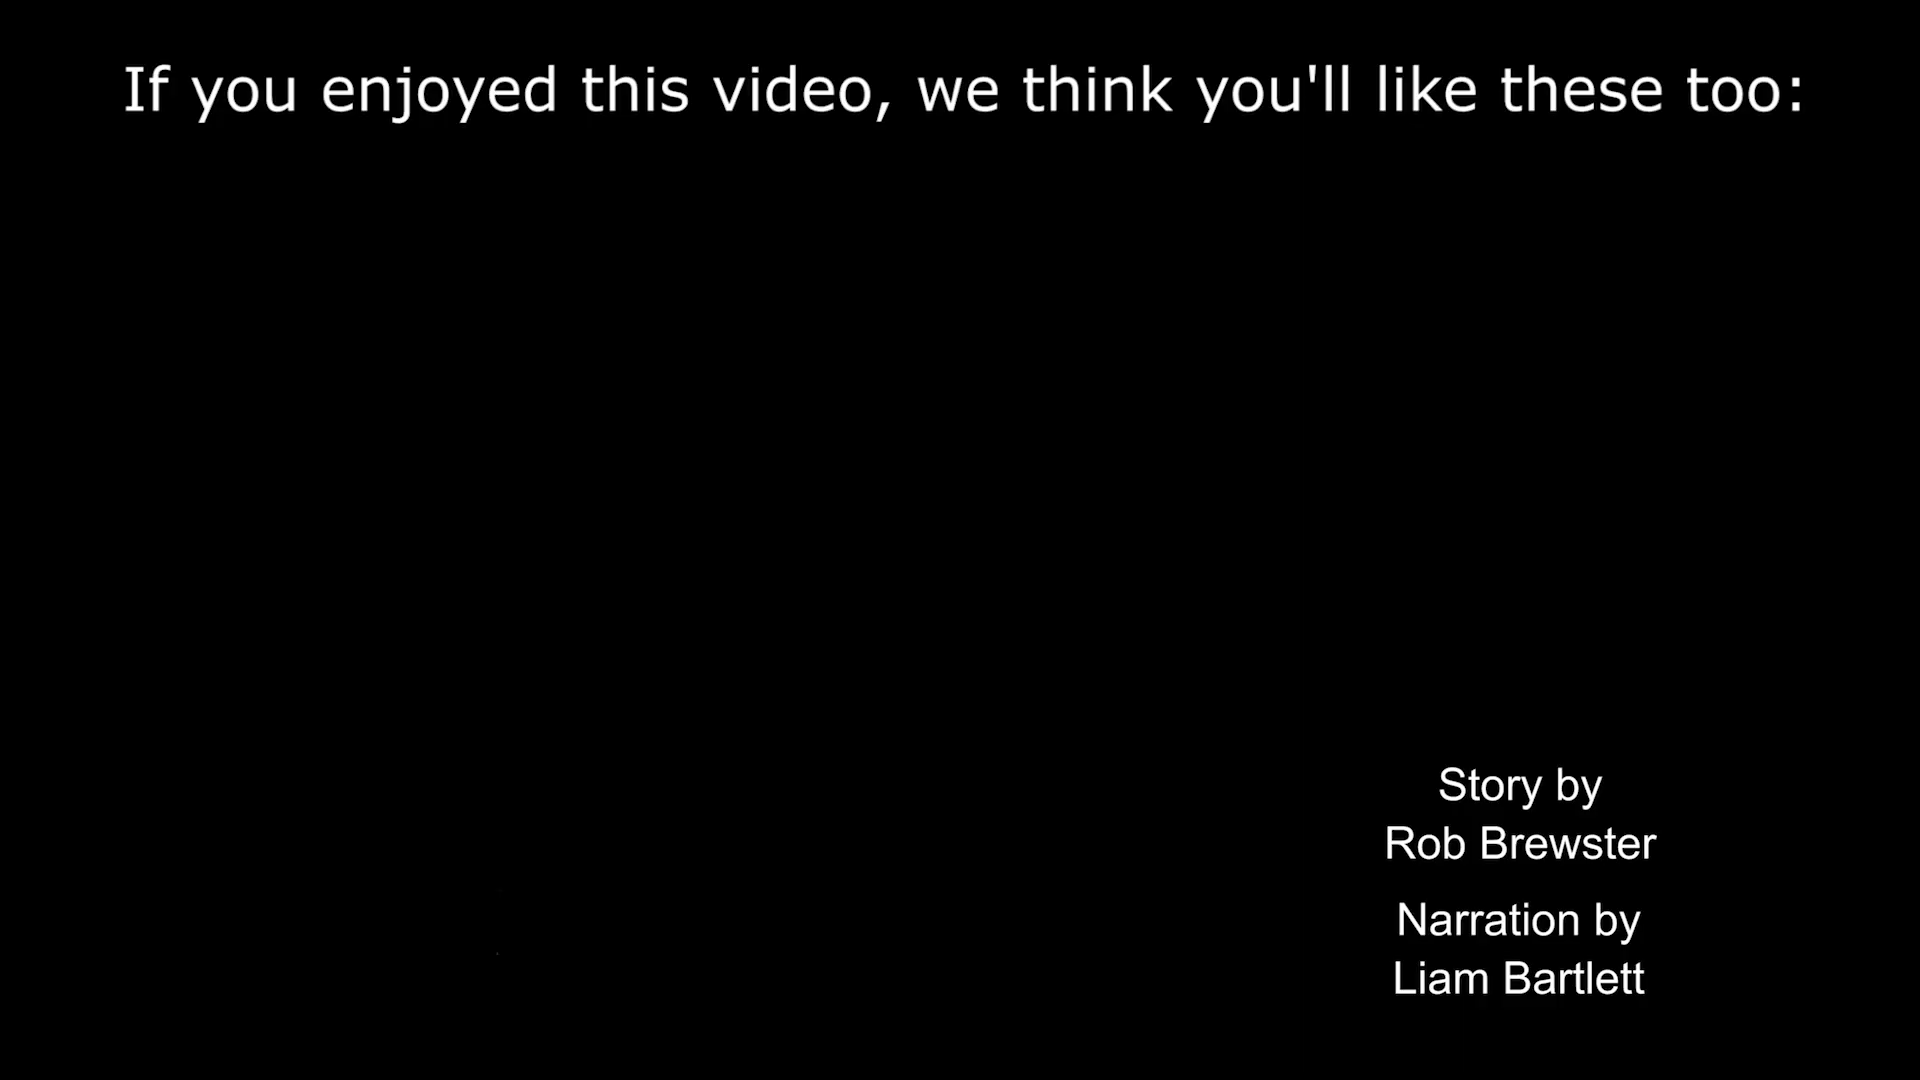 If you enjoyed this video, we think you'll like these too:
Story by
Rob Brewster
Narration by
Liam Bartlett